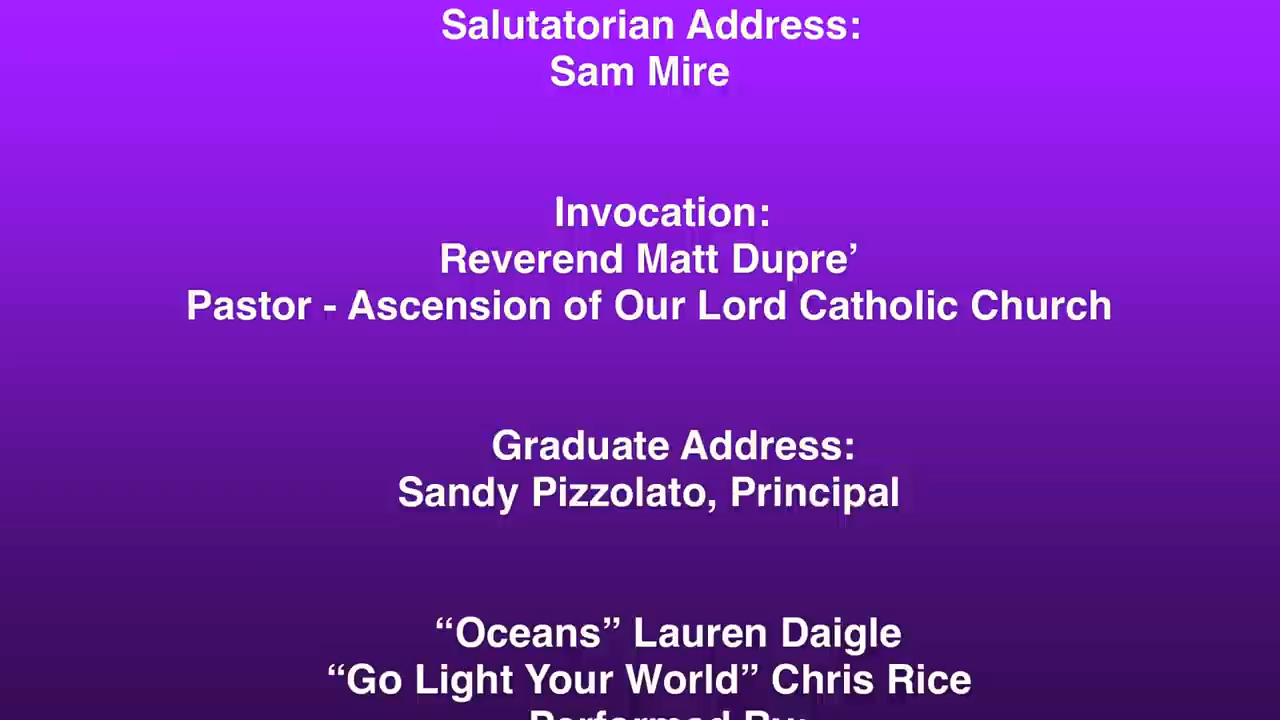 Salutatorian Address:
Sam Mire
Invocation:
Reverend Matt Dupre’
Pastor - Ascension of Our Lord Catholic Church
Graduate Address:
Sandy Pizzolato, Principal
“Oceans” Lauren Daigle
“Go Light Your World” Chris Rice
Performed By: